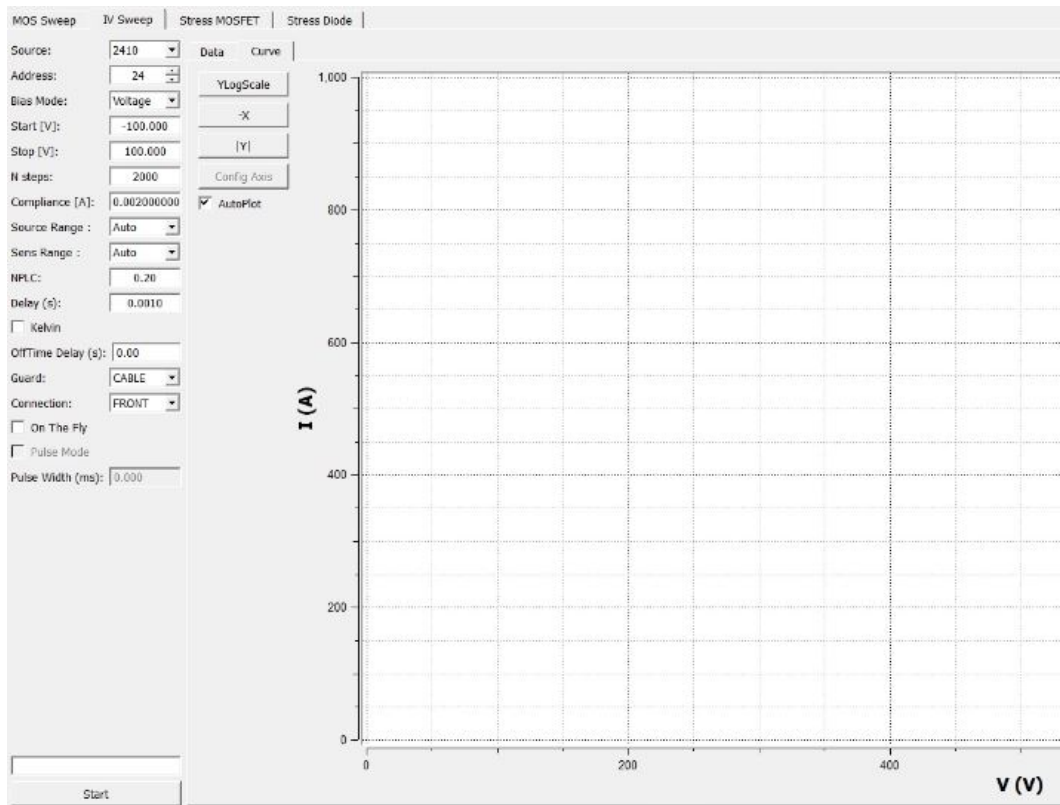 MOS Sweep IV Sweep Stress MOSFET Stress Diode
Source: 2410
Address: 24
Bias Mode: Voltage
Start [V]: -100.000
Stop [V]: 100.000
N steps: 2000
Compliance [A]: 0.002000000
Source Range : Auto
Sens Range : Auto
NPLC: 0.20
Delay (s): 0.0010
Kelvin
OffTime Delay (s): 0.00
Guard: CABLE
Connection: FRONT
On The Fly
Pulse Mode
Pulse Width (ms): 0.000
Start
Data Curve
YLogScale
-X
|Y|
Config Axis
AutoPlot
I (A)
1,000
800
600
400
200
0
0 200 400
V (V)